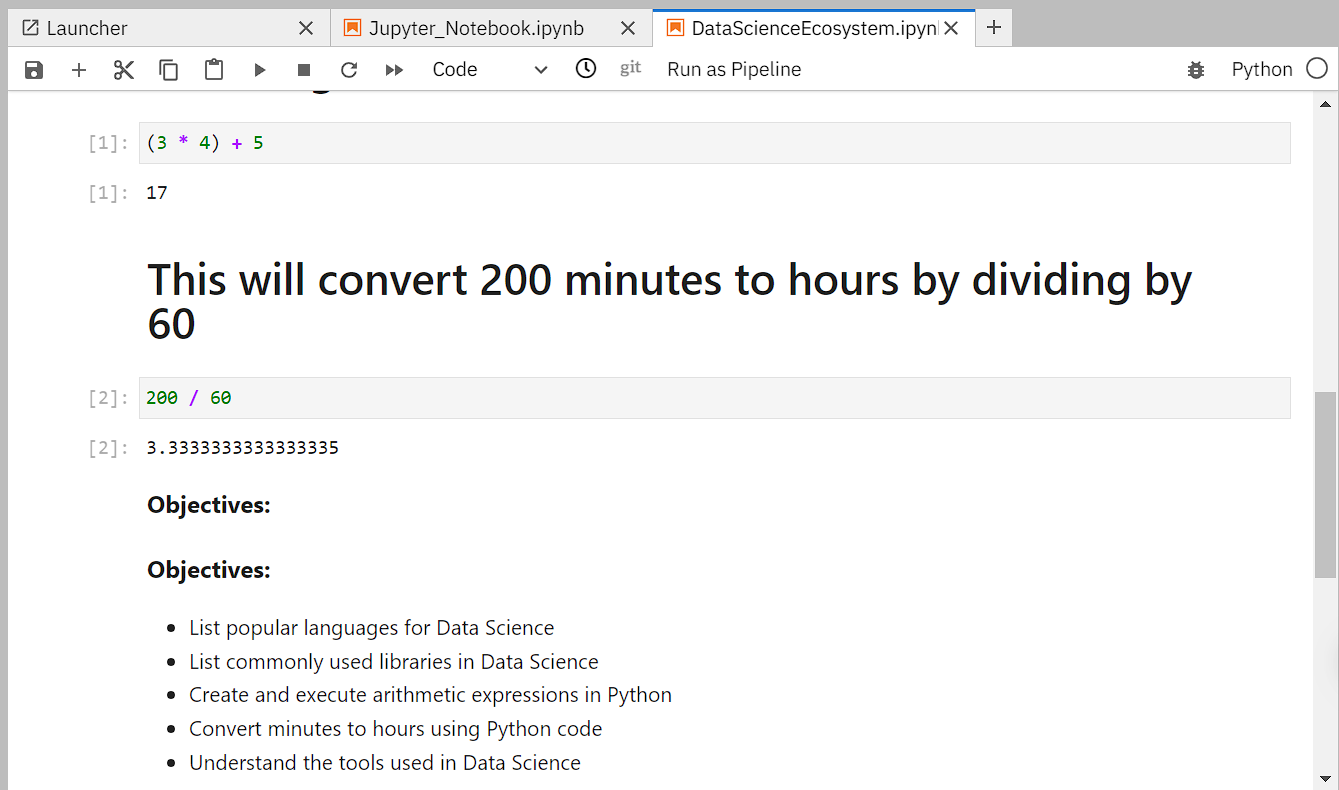 Launcher
Jupyter_Notebook.ipynb
DataScienceEcosystem.ipyn
Code
git
Run as Pipeline
Python
[1]: (3 * 4) + 5
[1]: 17
This will convert 200 minutes to hours by dividing by
60
[2]: 200 / 60
[2]: 3.3333333333333335
Objectives:
Objectives:
• List popular languages for Data Science
• List commonly used libraries in Data Science
• Create and execute arithmetic expressions in Python
• Convert minutes to hours using Python code
• Understand the tools used in Data Science